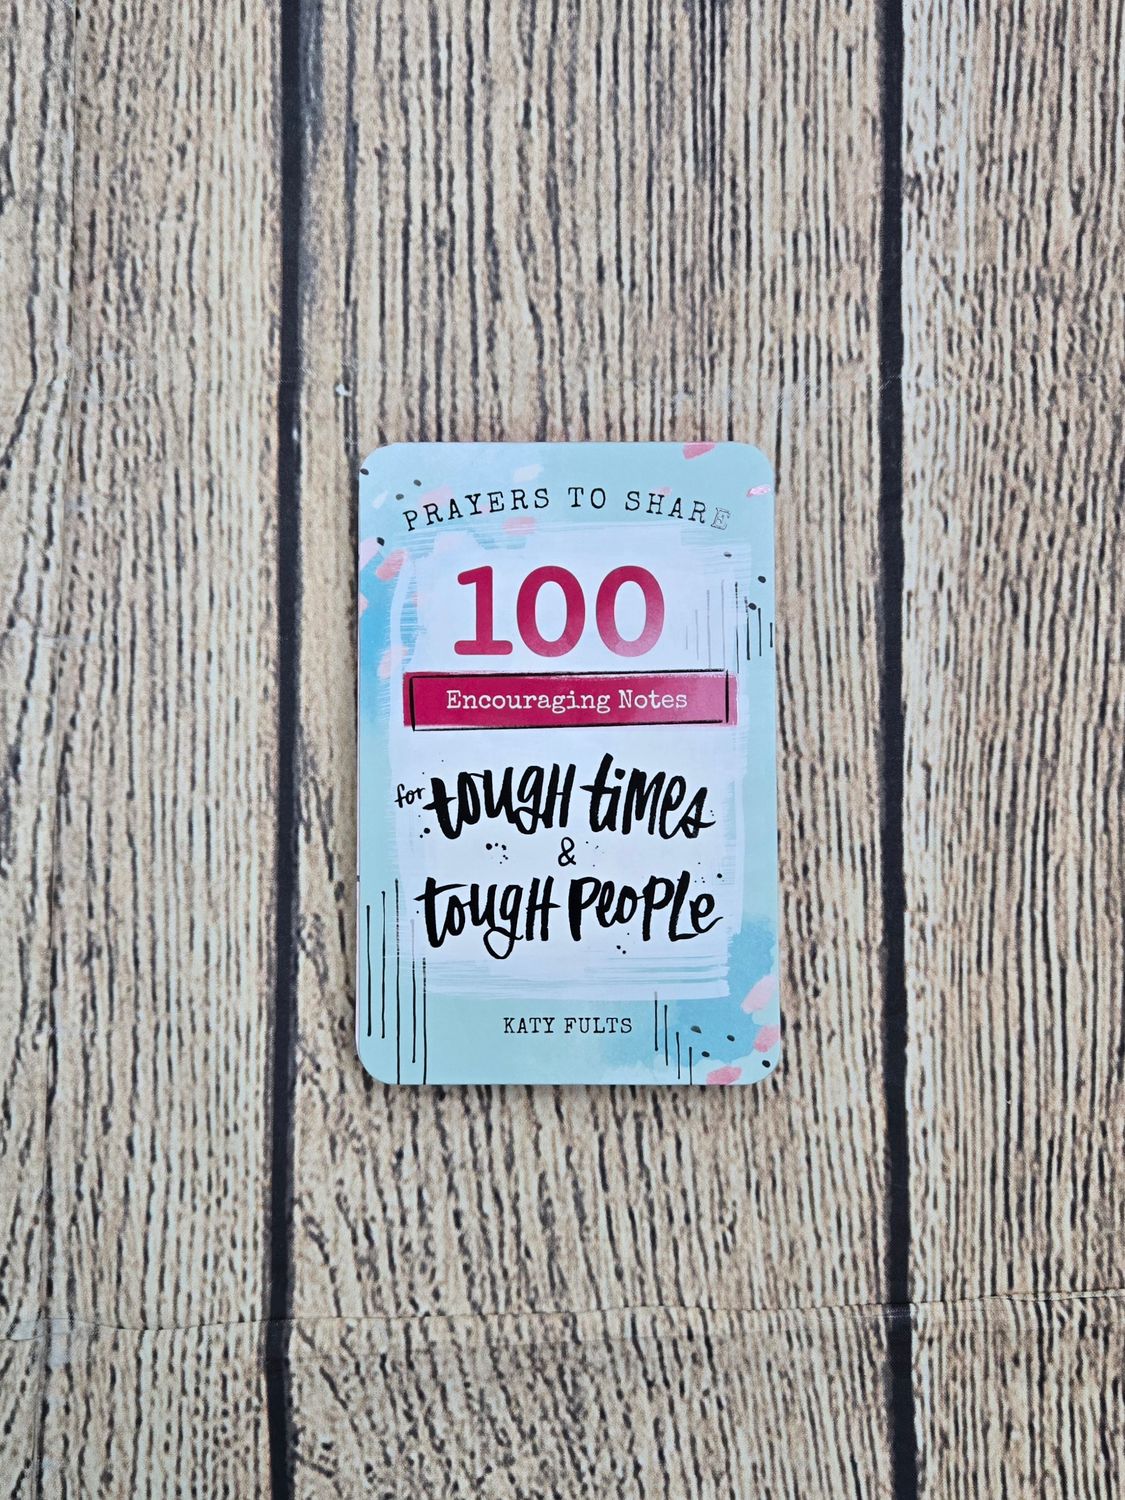 PRAYERS TO SHARE
100
Encouraging Notes
for tough times
&
tough people
KATY FULTS